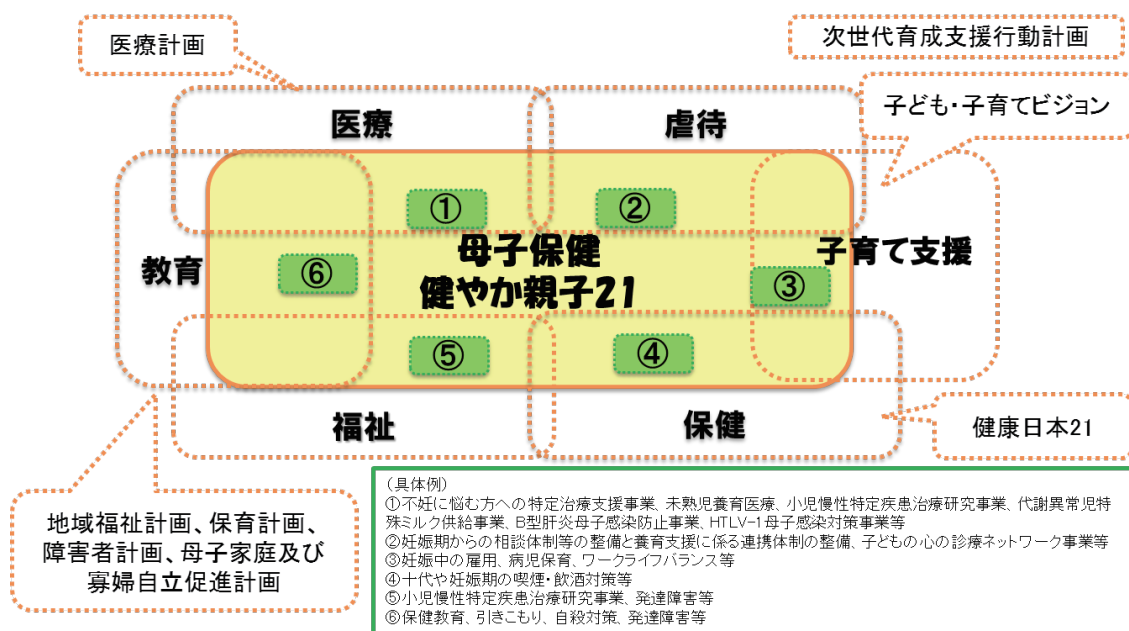 医療計画
次世代育成支援行動計画
子ども・子育てビジョン
医療
虐待
①
②
教育
⑥
母子保健
健やか親子21
子育て支援
③
⑤
④
福祉
保健
健康日本21
地域福祉計画、保育計画、
障害者計画、母子家庭及び
寡婦自立促進計画
(具体例)
①不妊に悩む方への特定治療支援事業、未熟児養育医療、小児慢性特定疾患治療研究事業、代謝異常児特
殊ミルク供給事業、B型肝炎母子感染防止事業、HTLV-1母子感染対策事業等
②妊娠期からの相談体制等の整備と養育支援に係る連携体制の整備、子どもの心の診療ネットワーク事業等
③妊娠中の雇用、病児保育、ワークライフバランス等
④十代や妊娠期の喫煙・飲酒対策等
⑤小児慢性特定疾患治療研究事業、発達障害等
⑥保健教育、引きこもり、自殺対策、発達障害等